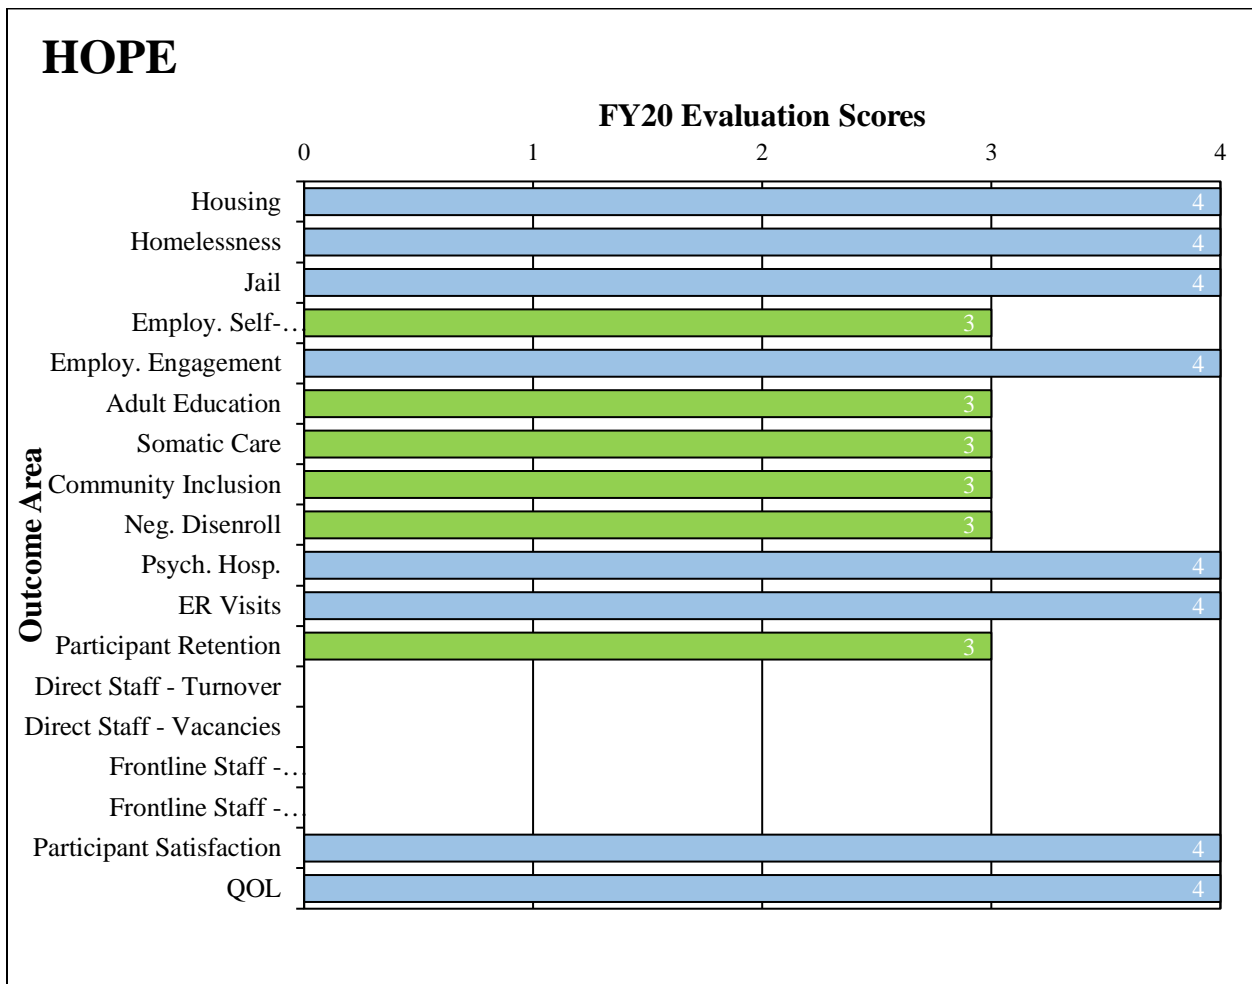 HOPE
FY20 Evaluation Scores
0 1 2 3 4
Outcome Area
Housing 4
Homelessness 4
Jail 4
Employ. Self-… 3
Employ. Engagement 4
Adult Education 3
Somatic Care 3
Community Inclusion 3
Neg. Disenroll 3
Psych. Hosp. 4
ER Visits 4
Participant Retention 3
Direct Staff - Turnover
Direct Staff - Vacancies
Frontline Staff -…
Frontline Staff -…
Participant Satisfaction 4
QOL 4